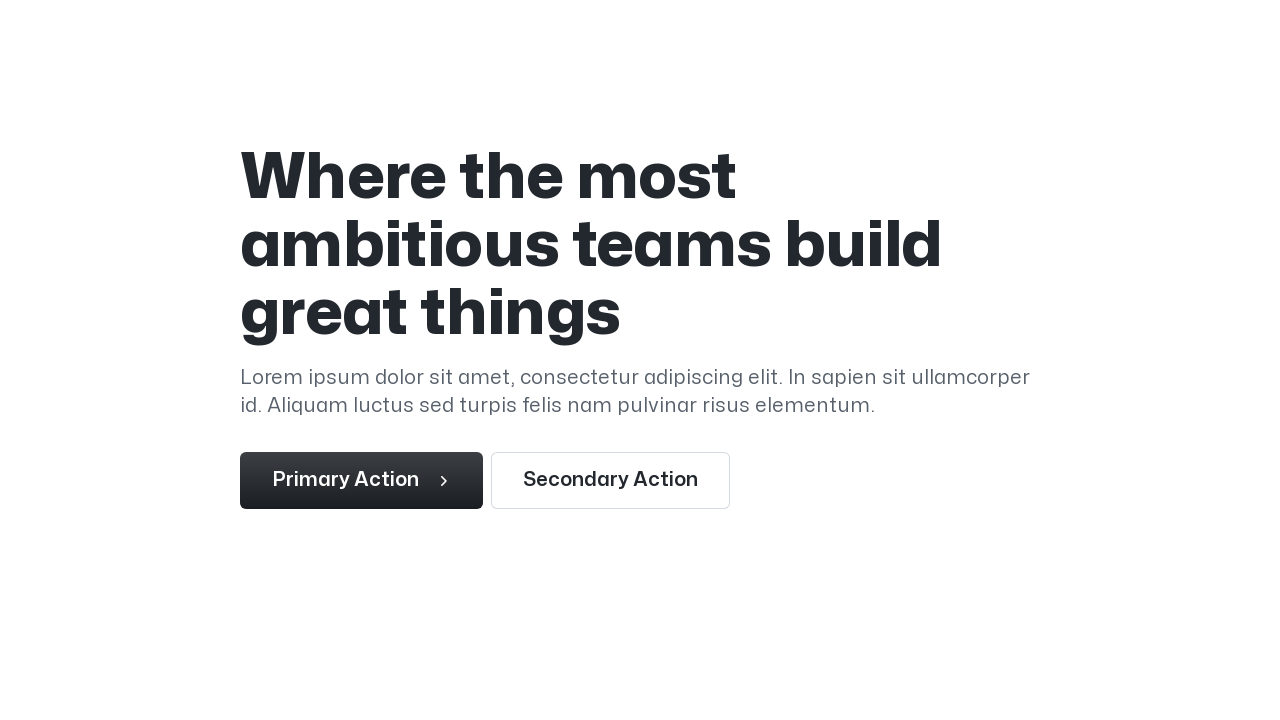 Where the most
ambitious teams build
great things
Lorem ipsum dolor sit amet, consectetur adipiscing elit. In sapien sit ullamcorper
id. Aliquam luctus sed turpis felis nam pulvinar risus elementum.
Primary Action
Secondary Action